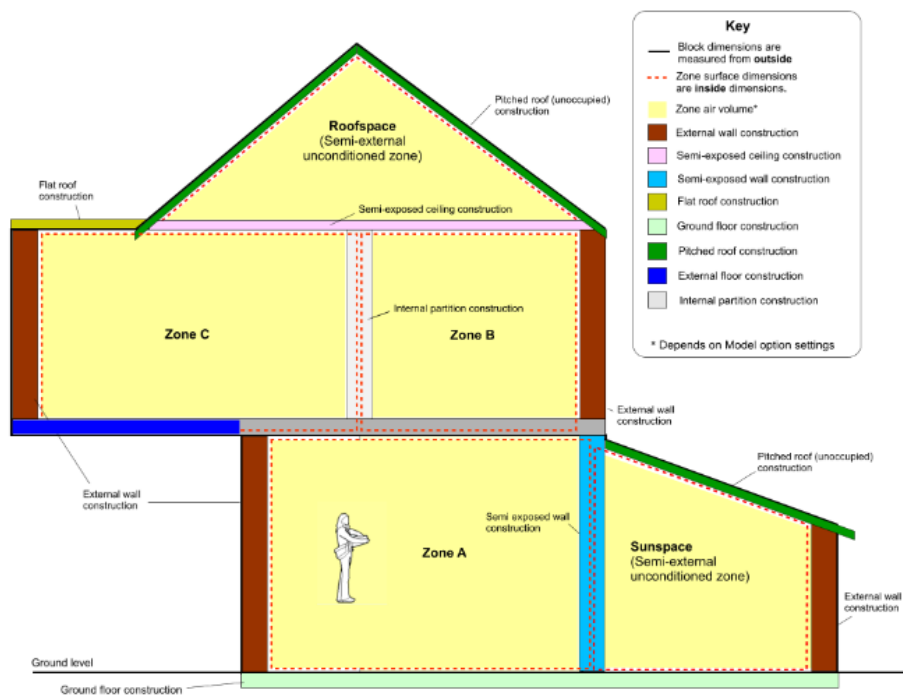 Key
Block dimensions are
measured from outside
Zone surface dimensions
are inside dimensions.
Zone air volume*
External wall construction
Semi-exposed ceiling construction
Semi-exposed wall construction
Flat roof construction
Ground floor construction
Pitched roof construction
External floor construction
Internal partition construction
* Depends on Model option settings
Pitched roof (unoccupied)
construction
Roofspace
(Semi-external
unconditioned zone)
Flat roof
construction
Semi-exposed ceiling construction
Internal partition construction
Zone C
Zone B
External wall
construction
Pitched roof (unoccupied)
construction
External wall
construction
Semi exposed wall
construction
Zone A
Sunspace
(Semi-external
unconditioned zone)
External wall
construction
Ground level
Ground floor construction